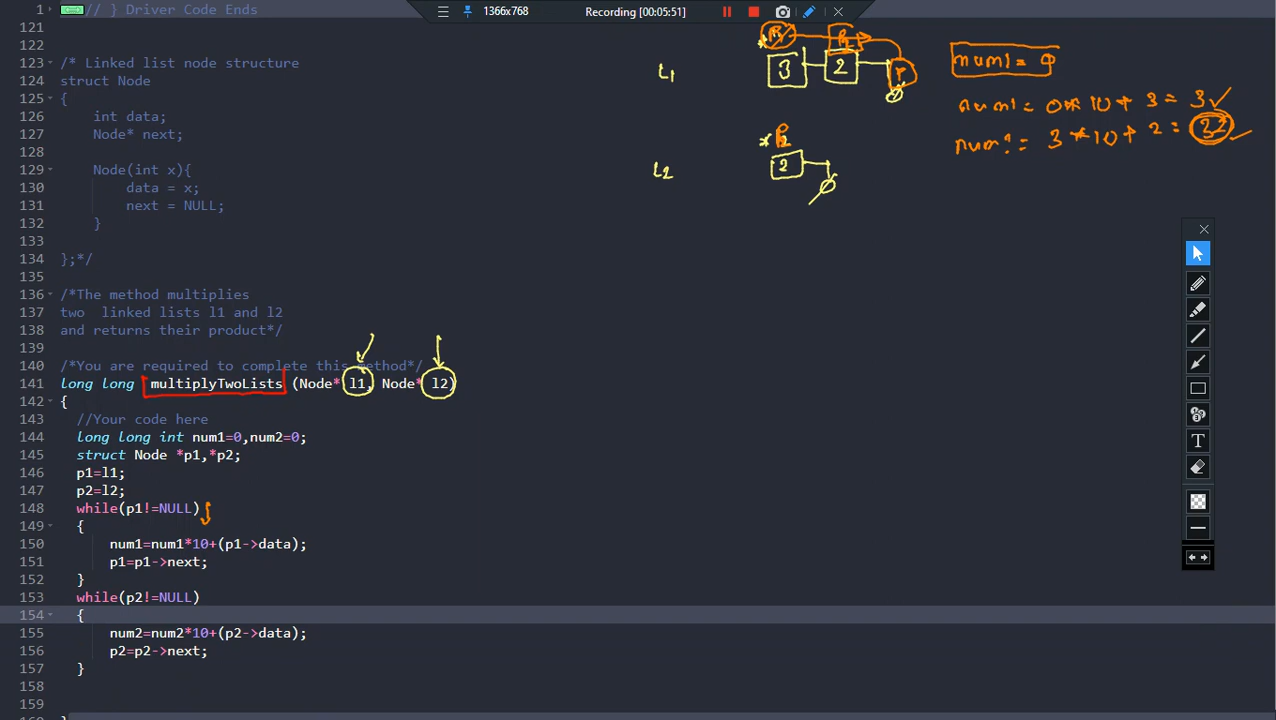 1 // } Driver Code Ends
1366x768 Recording [00:05:51]
121
122
123 /* Linked list node structure
124 struct Node
125 {
126 int data;
127 Node* next;
128
129 Node(int x){
130 data = x;
131 next = NULL;
132 }
133
134 };*/
135
136 /*The method multiplies
137 two linked lists l1 and l2
138 and returns their product*/
139
140 /*You are required to complete this method*/
141 long long multiplyTwoLists (Node* l1, Node* l2)
142 {
143 //Your code here
144 long long int num1=0,num2=0;
145 struct Node *p1,*p2;
146 p1=l1;
147 p2=l2;
148 while(p1!=NULL)
149 {
150 num1=num1*10+(p1->data);
151 p1=p1->next;
152 }
153 while(p2!=NULL)
154 {
155 num2=num2*10+(p2->data);
156 p2=p2->next;
157 }
158
159
160 }
L1 3 2
L2 2
P2
num1 = 0
num1 = 0 * 10 + 3 = 3
num1 = 3 * 10 + 2 = 32
T